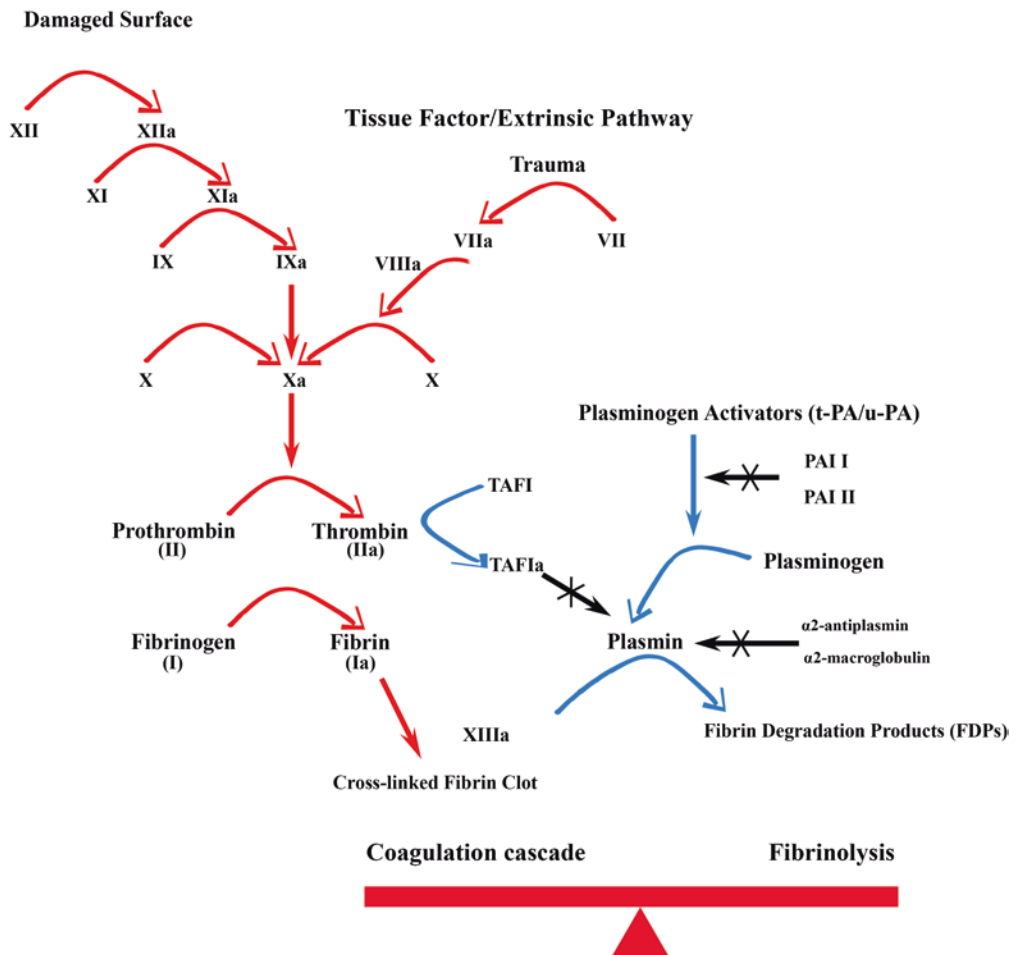 Damaged Surface
XII
XIIa
Tissue Factor/Extrinsic Pathway
Trauma
XI
XIa
VIIa
VII
IX
IXa
VIIIa
X
Xa
X
Plasminogen Activators (t-PA/u-PA)
PAI I
PAI II
TAFI
Prothrombin
(II)
Thrombin
(IIa)
TAFIa
Plasminogen
Fibrinogen
(I)
Fibrin
(Ia)
Plasmin
α2-antiplasmin
α2-macroglobulin
XIIIa
Fibrin Degradation Products (FDPs)
Cross-linked Fibrin Clot
Coagulation cascade
Fibrinolysis